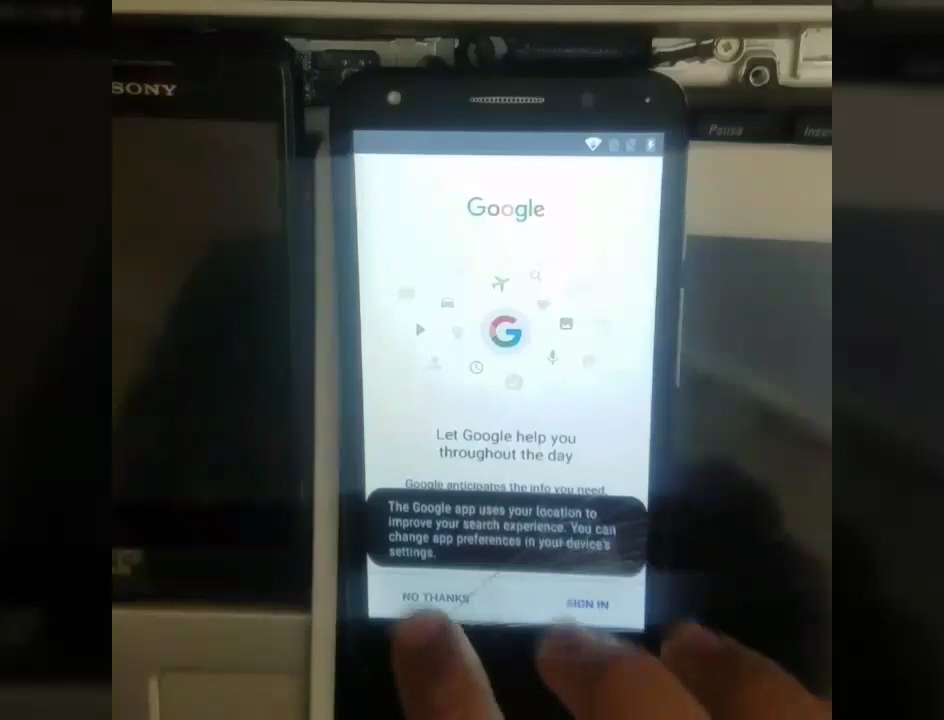 SONY
Pausa
Google
G
Let Google help you
throughout the day
Google anticipates the info you need,
The Google app uses your location to
improve your search experience. You can
change app preferences in your device's
settings.
NO THANKS
SIGN IN